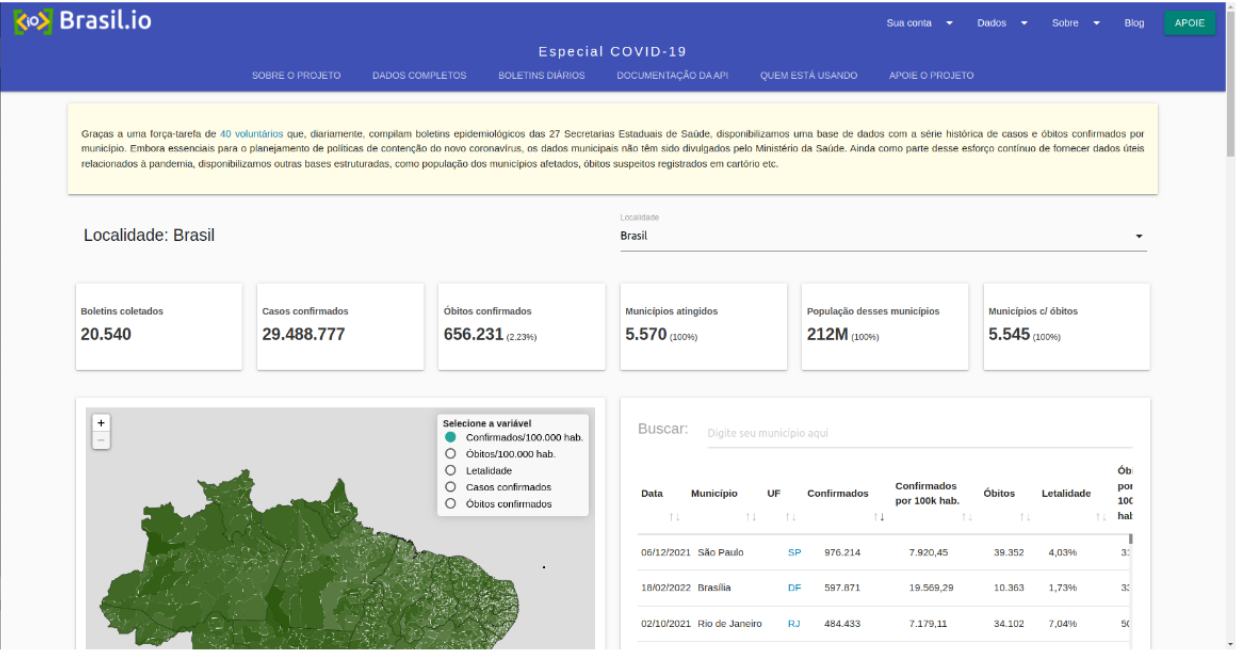 <io> Brasil.io
Sua conta Dados Sobre Blog APOIE
Especial COVID-19
SOBRE O PROJETO DADOS COMPLETOS BOLETINS DIÁRIOS DOCUMENTAÇÃO DA API QUEM ESTÁ USANDO APOIE O PROJETO
Graças a uma força-tarefa de 40 voluntários que, diariamente, compilam boletins epidemiológicos das 27 Secretarias Estaduais de Saúde, disponibilizamos uma base de dados com a série histórica de casos e óbitos confirmados por
município. Embora essenciais para o planejamento de políticas de contenção do novo coronavírus, os dados municipais não têm sido divulgados pelo Ministério da Saúde. Ainda como parte desse esforço contínuo de fornecer dados úteis
relacionados à pandemia, disponibilizamos outras bases estruturadas, como população dos municípios afetados, óbitos suspeitos registrados em cartório etc.
Localidade: Brasil
Localidade
Brasil
Boletins coletados
20.540
Casos confirmados
29.488.777
Óbitos confirmados
656.231 (2,23%)
Municípios atingidos
5.570 (100%)
População desses municípios
212M (100%)
Municípios c/ óbitos
5.545 (100%)
+
−
Selecione a variável
Confirmados/100.000 hab.
Óbitos/100.000 hab.
Letalidade
Casos confirmados
Óbitos confirmados
Buscar: Digite seu município aqui
Data Município UF Confirmados Confirmados por 100k hab. Óbitos Letalidade
06/12/2021 São Paulo SP 976.214 7.920,45 39.352 4,03%
18/02/2022 Brasília DF 597.871 19.569,29 10.363 1,73%
02/10/2021 Rio de Janeiro RJ 484.433 7.179,11 34.102 7,04%